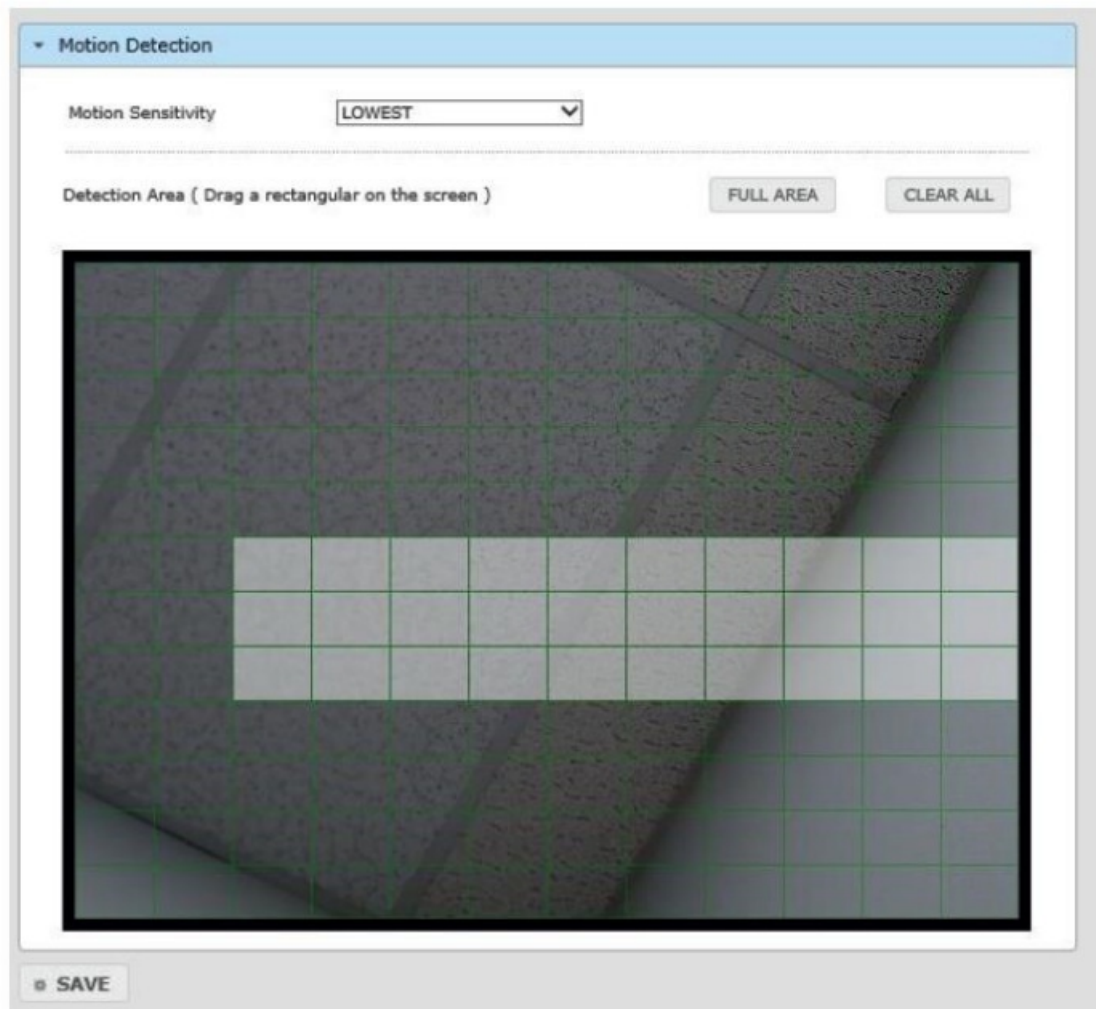 Motion Detection
Motion Sensitivity LOWEST
Detection Area ( Drag a rectangular on the screen ) FULL AREA CLEAR ALL
SAVE